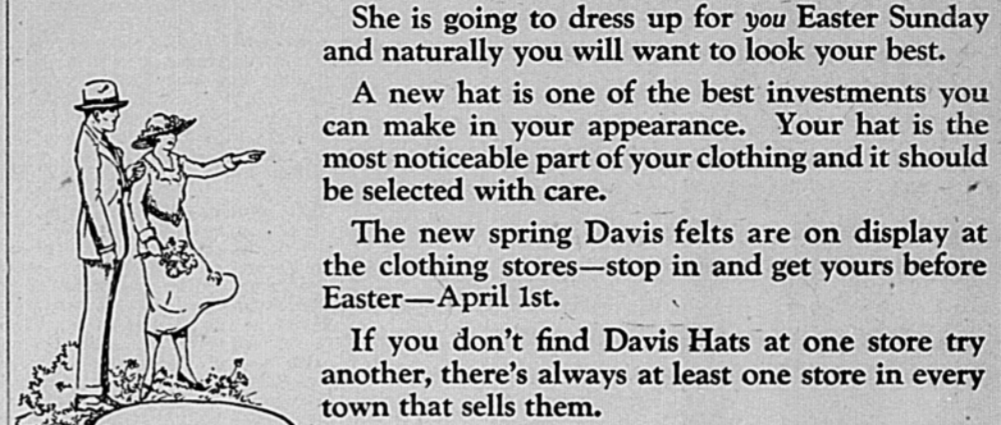 She is going to dress up for you Easter Sunday
and naturally you will want to look your best.
A new hat is one of the best investments you
can make in your appearance. Your hat is the
most noticeable part of your clothing and it should
be selected with care.
The new spring Davis felts are on display at
the clothing stores—stop in and get yours before
Easter—April 1st.
If you don't find Davis Hats at one store try
another, there's always at least one store in every
town that sells them.